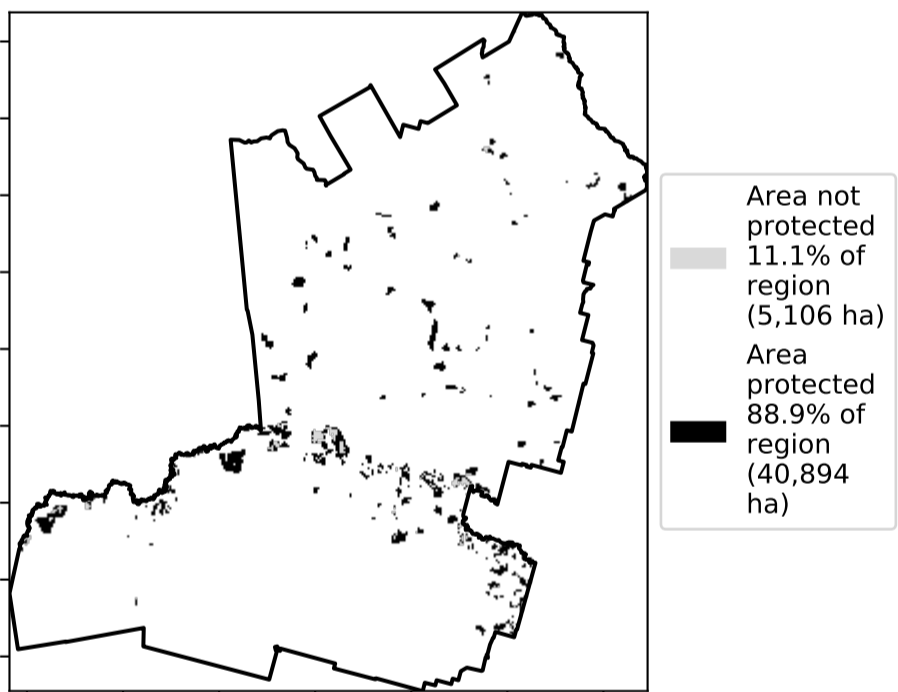 Area not
protected
11.1% of
region
(5,106 ha)
Area
protected
88.9% of
region
(40,894
ha)